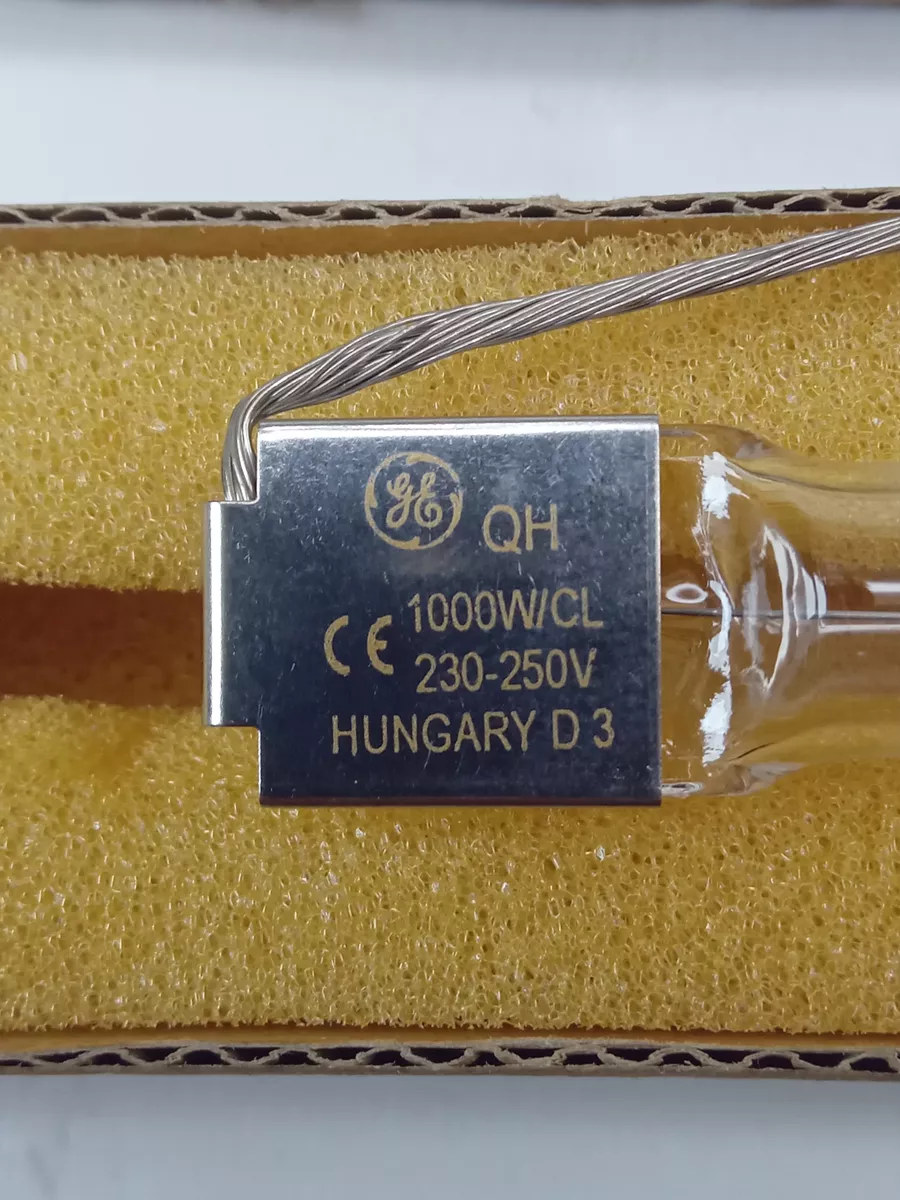 GE QH
CE 1000W/CL
230-250V
HUNGARY D 3